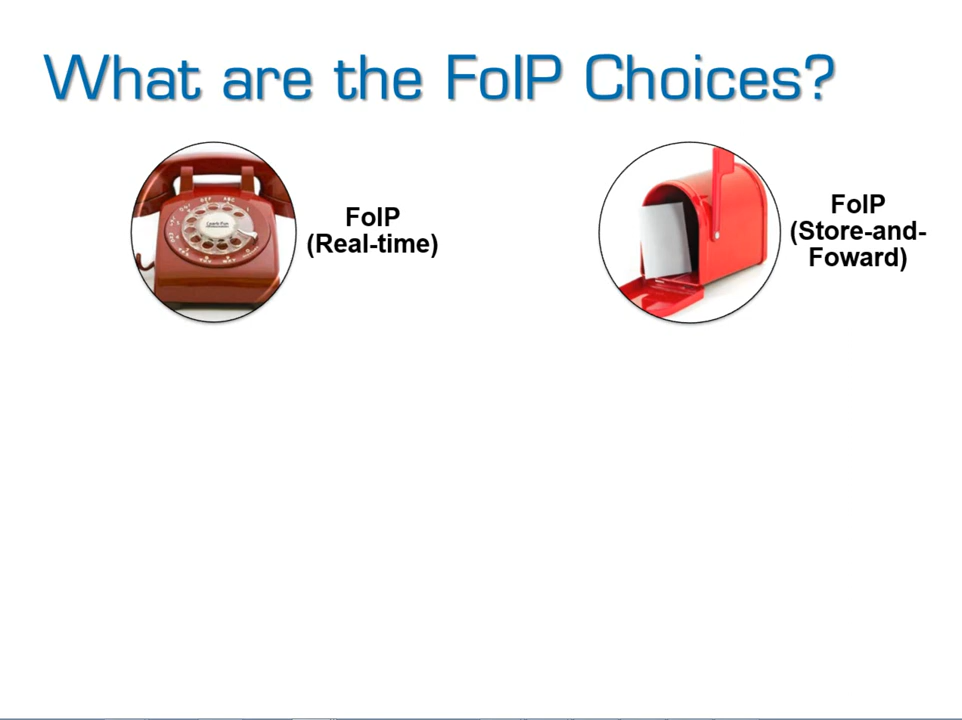 What are the FoIP Choices?
FoIP
(Real-time)
FoIP
(Store-and-
Foward)